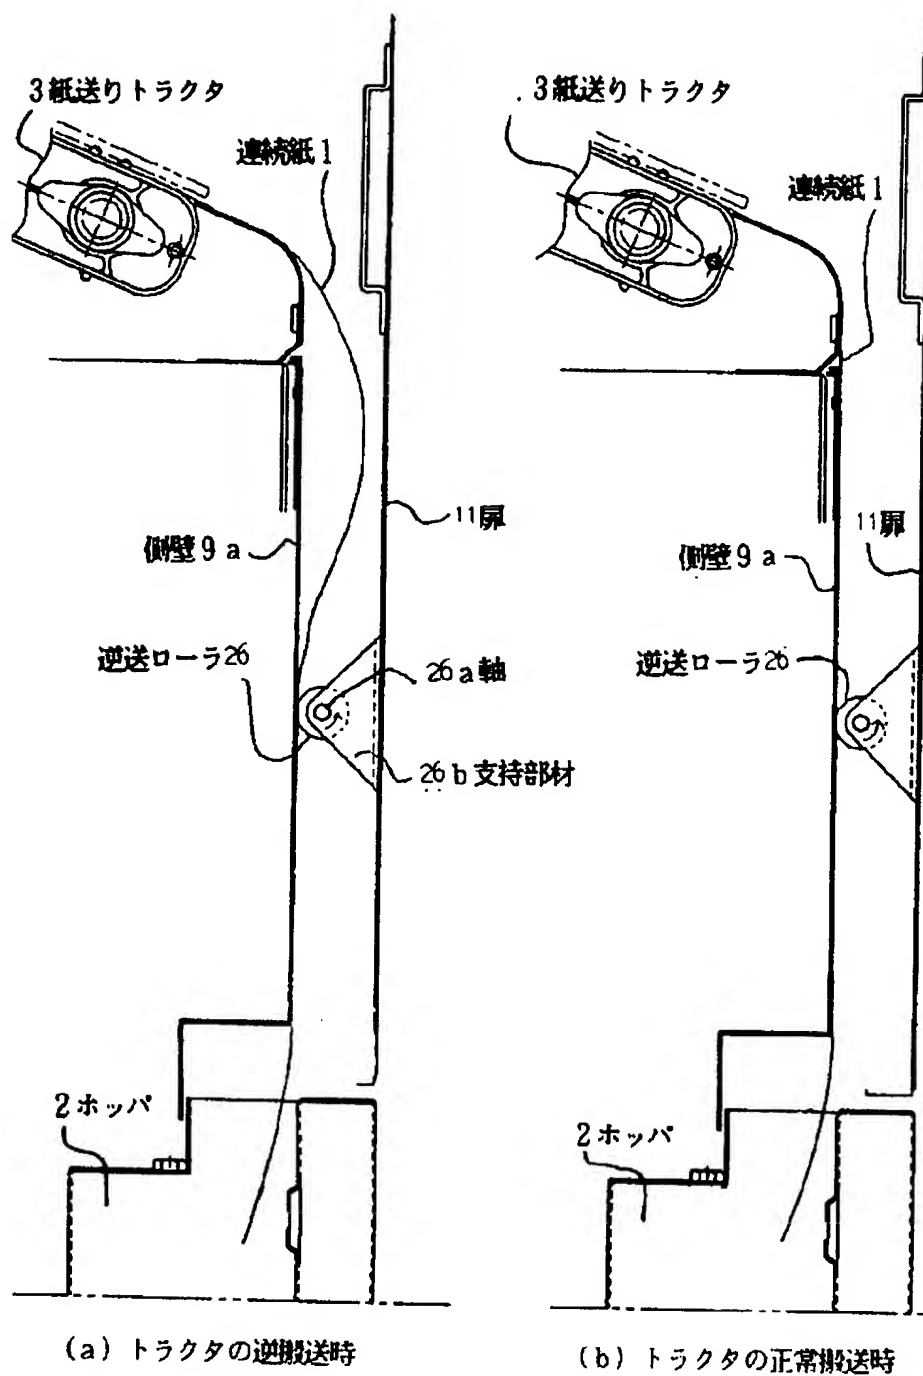 3紙送りトラクタ
連続紙1
11扉
側壁9a
逆送ローラ26
26a軸
26b支持部材
2ホッパ
(a) トラクタの逆搬送時
3紙送りトラクタ
連続紙1
11扉
側壁9a
逆送ローラ26
2ホッパ
(b) トラクタの正常搬送時